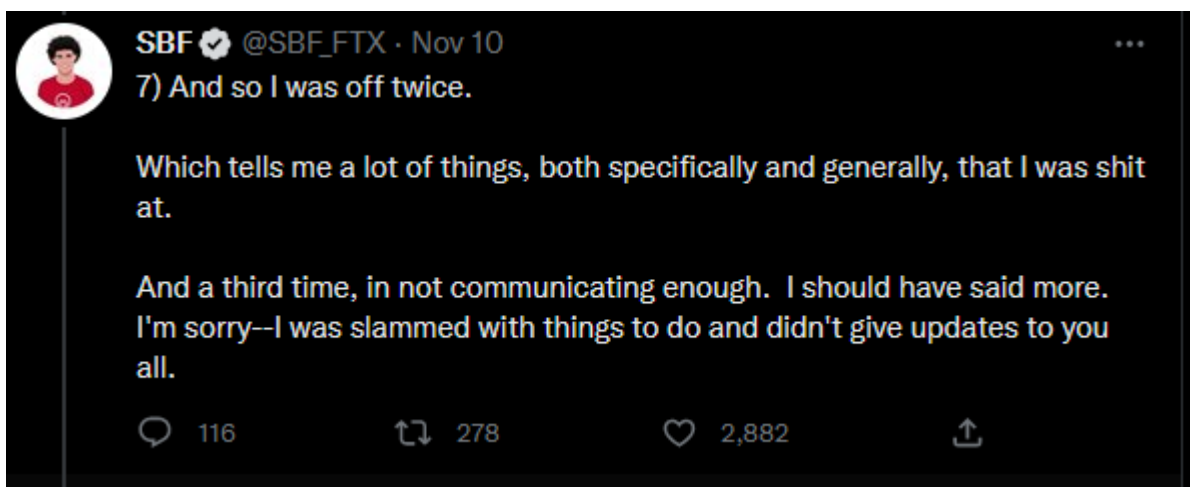 SBF @SBF_FTX · Nov 10
7) And so I was off twice.
Which tells me a lot of things, both specifically and generally, that I was shit
at.
And a third time, in not communicating enough.  I should have said more.
I'm sorry--I was slammed with things to do and didn't give updates to you
all.
116 278 2,882